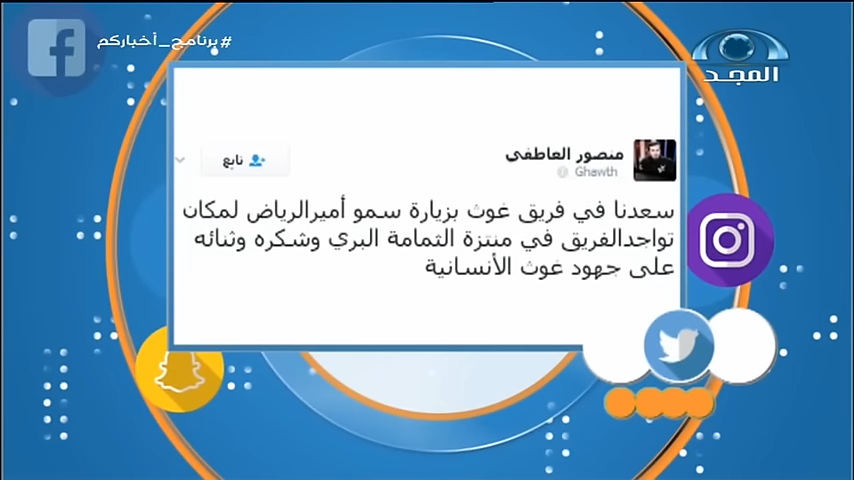 #برنامج_أخباركم
المجد
منصور العاطفي
@ Ghawth
تابع
سعدنا في فريق غوث بزيارة سمو أميرالرياض لمكان
تواجدالفريق في منتزة الثمامة البري وشكره وثنائه
على جهود غوث الأنسانية